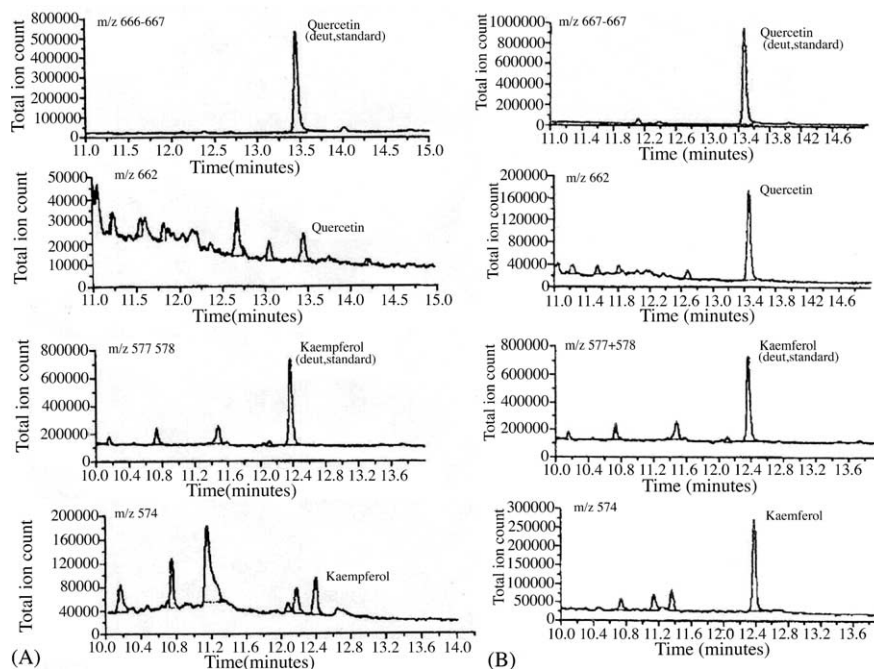 m/z 666-667
Quercetin
(deut,standard)
Total ion count
800000
700000
600000
500000
400000
300000
200000
100000
0
11.0 11.5 12.0 12.5 13.0 13.5 14.0 14.5 15.0
Time(minutes)
m/z 662
Quercetin
Total ion count
50000
40000
30000
20000
10000
0
11.0 11.5 12.0 12.5 13.0 13.5 14.0 14.5 15.0
Time(minutes)
m/z 577 578
Kaempferol
(deut,standard)
Total ion count
800000
600000
400000
200000
0
10.0 10.4 10.8 11.2 11.6 12.0 12.4 12.8 13.2 13.6
Time(minutes)
m/z 574
Kaempferol
Total ion count
200000
160000
120000
80000
40000
0
10.0 10.4 10.8 11.2 11.6 12.0 12.4 12.8 13.2 13.6 14.0
Time(minutes)
(A)
m/z 667-667
Quercetin
(deut,standard)
Total ion count
1000000
800000
600000
400000
200000
0
11.0 11.4 11.8 12.2 12.6 13.0 13.4 13.8 14.2 14.6
Time(minutes)
m/z 662
Quercetin
Total ion count
200000
160000
120000
80000
40000
0
11.0 11.4 11.8 12.2 12.6 13.0 13.4 13.8 142 14.6
Time(minutes)
m/z 577+578
Kaemferol
(deut,standard)
Total ion count
800000
600000
400000
200000
0
10.0 10.4 10.8 11.2 11.6 12.0 12.4 12.8 13.2 13.6
Time (minutes)
m/z 574
Kaemferol
Total ion count
300000
250000
200000
150000
100000
50000
0
10.0 10.4 10.8 11.2 11.6 12.0 12.4 12.8 13.2 13.6
Time(minutes)
(B)